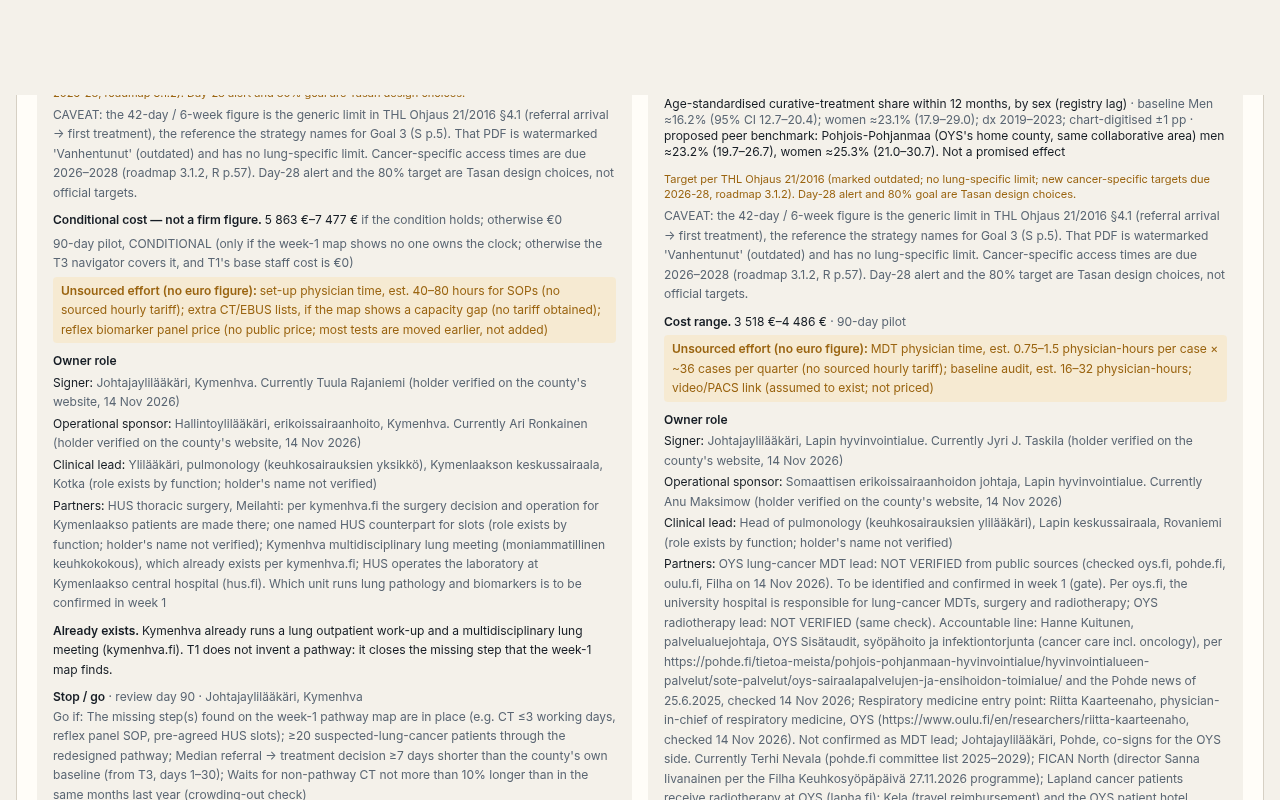 2026-28, roadmap 3.1.2). Day-28 alert and 80% goal are Tasan design choices.
CAVEAT: the 42-day / 6-week figure is the generic limit in THL Ohjaus 21/2016 §4.1 (referral arrival
→ first treatment), the reference the strategy names for Goal 3 (S p.5). That PDF is watermarked
'Vanhentunut' (outdated) and has no lung-specific limit. Cancer-specific access times are due
2026–2028 (roadmap 3.1.2, R p.57). Day-28 alert and the 80% target are Tasan design choices, not
official targets.
Conditional cost — not a firm figure. 5 863 €–7 477 € if the condition holds; otherwise €0
90-day pilot, CONDITIONAL (only if the week-1 map shows no one owns the clock; otherwise the
T3 navigator covers it, and T1's base staff cost is €0)
Unsourced effort (no euro figure): set-up physician time, est. 40–80 hours for SOPs (no
sourced hourly tariff); extra CT/EBUS lists, if the map shows a capacity gap (no tariff obtained);
reflex biomarker panel price (no public price; most tests are moved earlier, not added)
Owner role
Signer: Johtajaylilääkäri, Kymenhva. Currently Tuula Rajaniemi (holder verified on the county's
website, 14 Nov 2026)
Operational sponsor: Hallintoylilääkäri, erikoissairaanhoito, Kymenhva. Currently Ari Ronkainen
(holder verified on the county's website, 14 Nov 2026)
Clinical lead: Ylilääkäri, pulmonology (keuhkosairauksien yksikkö), Kymenlaakson keskussairaala,
Kotka (role exists by function; holder's name not verified)
Partners: HUS thoracic surgery, Meilahti: per kymenhva.fi the surgery decision and operation for
Kymenlaakso patients are made there; one named HUS counterpart for slots (role exists by
function; holder's name not verified); Kymenhva multidisciplinary lung meeting (moniammatillinen
keuhkokokous), which already exists per kymenhva.fi; HUS operates the laboratory at
Kymenlaakso central hospital (hus.fi). Which unit runs lung pathology and biomarkers is to be
confirmed in week 1
Already exists. Kymenhva already runs a lung outpatient work-up and a multidisciplinary lung
meeting (kymenhva.fi). T1 does not invent a pathway: it closes the missing step that the week-1
map finds.
Stop / go · review day 90 · Johtajaylilääkäri, Kymenhva
Go if: The missing step(s) found on the week-1 pathway map are in place (e.g. CT ≤3 working days,
reflex panel SOP, pre-agreed HUS slots); ≥20 suspected-lung-cancer patients through the
redesigned pathway; Median referral → treatment decision ≥7 days shorter than the county's own
baseline (from T3, days 1–30); Waits for non-pathway CT not more than 10% longer than in the
same months last year (crowding-out check)
Age-standardised curative-treatment share within 12 months, by sex (registry lag) · baseline Men
≈16.2% (95% CI 12.7–20.4); women ≈23.1% (17.9–29.0); dx 2019–2023; chart-digitised ±1 pp ·
proposed peer benchmark: Pohjois-Pohjanmaa (OYS's home county, same collaborative area) men
≈23.2% (19.7–26.7), women ≈25.3% (21.0–30.7). Not a promised effect
Target per THL Ohjaus 21/2016 (marked outdated; no lung-specific limit; new cancer-specific targets due
2026-28, roadmap 3.1.2). Day-28 alert and 80% goal are Tasan design choices.
CAVEAT: the 42-day / 6-week figure is the generic limit in THL Ohjaus 21/2016 §4.1 (referral arrival
→ first treatment), the reference the strategy names for Goal 3 (S p.5). That PDF is watermarked
'Vanhentunut' (outdated) and has no lung-specific limit. Cancer-specific access times are due
2026–2028 (roadmap 3.1.2, R p.57). Day-28 alert and the 80% target are Tasan design choices, not
official targets.
Cost range. 3 518 €–4 486 € · 90-day pilot
Unsourced effort (no euro figure): MDT physician time, est. 0.75–1.5 physician-hours per case ×
~36 cases per quarter (no sourced hourly tariff); baseline audit, est. 16–32 physician-hours;
video/PACS link (assumed to exist; not priced)
Owner role
Signer: Johtajaylilääkäri, Lapin hyvinvointialue. Currently Jyri J. Taskila (holder verified on the
county's website, 14 Nov 2026)
Operational sponsor: Somaattisen erikoissairaanhoidon johtaja, Lapin hyvinvointialue. Currently
Anu Maksimow (holder verified on the county's website, 14 Nov 2026)
Clinical lead: Head of pulmonology (keuhkosairauksien ylilääkäri), Lapin keskussairaala, Rovaniemi
(role exists by function; holder's name not verified)
Partners: OYS lung-cancer MDT lead: NOT VERIFIED from public sources (checked oys.fi, pohde.fi,
oulu.fi, Filha on 14 Nov 2026). To be identified and confirmed in week 1 (gate). Per oys.fi, the
university hospital is responsible for lung-cancer MDTs, surgery and radiotherapy; OYS
radiotherapy lead: NOT VERIFIED (same check). Accountable line: Hanne Kuitunen,
palvelualuejohtaja, OYS Sisätaudit, syöpähoito ja infektiontorjunta (cancer care incl. oncology), per
https://pohde.fi/tietoa-meista/pohjois-pohjanmaan-hyvinvointialue/hyvinvointialueen-
palvelut/sote-palvelut/oys-sairaalapalvelujen-ja-ensihoidon-toimialue/ and the Pohde news of
25.6.2025, checked 14 Nov 2026; Respiratory medicine entry point: Riitta Kaarteenaho, physician-
in-chief of respiratory medicine, OYS (https://www.oulu.fi/en/researchers/riitta-kaarteenaho,
checked 14 Nov 2026). Not confirmed as MDT lead; Johtajaylilääkäri, Pohde, co-signs for the OYS
side. Currently Terhi Nevala (pohde.fi committee list 2025–2029); FICAN North (director Sanna
Iivanainen per the Filha Keuhkosyöpäpäivä 27.11.2026 programme); Lapland cancer patients
receive radiotherapy at OYS (lapha.fi); Kela (travel reimbursement) and the OYS patient hotel